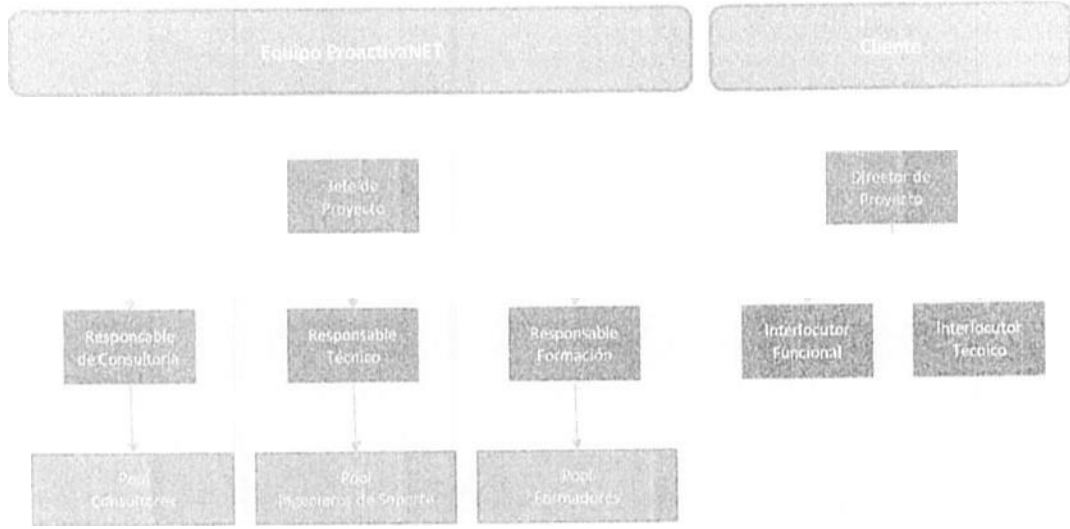 Equipo ProactivaNET
Cliente
Jefe de
Proyecto
Director de
Proyecto
Responsable
de Consultoría
Responsable
Técnico
Responsable
Formación
Interlocutor
Funcional
Interlocutor
Técnico
Pool
Consultores
Pool
Ingenieros de Soporte
Pool
Formadores